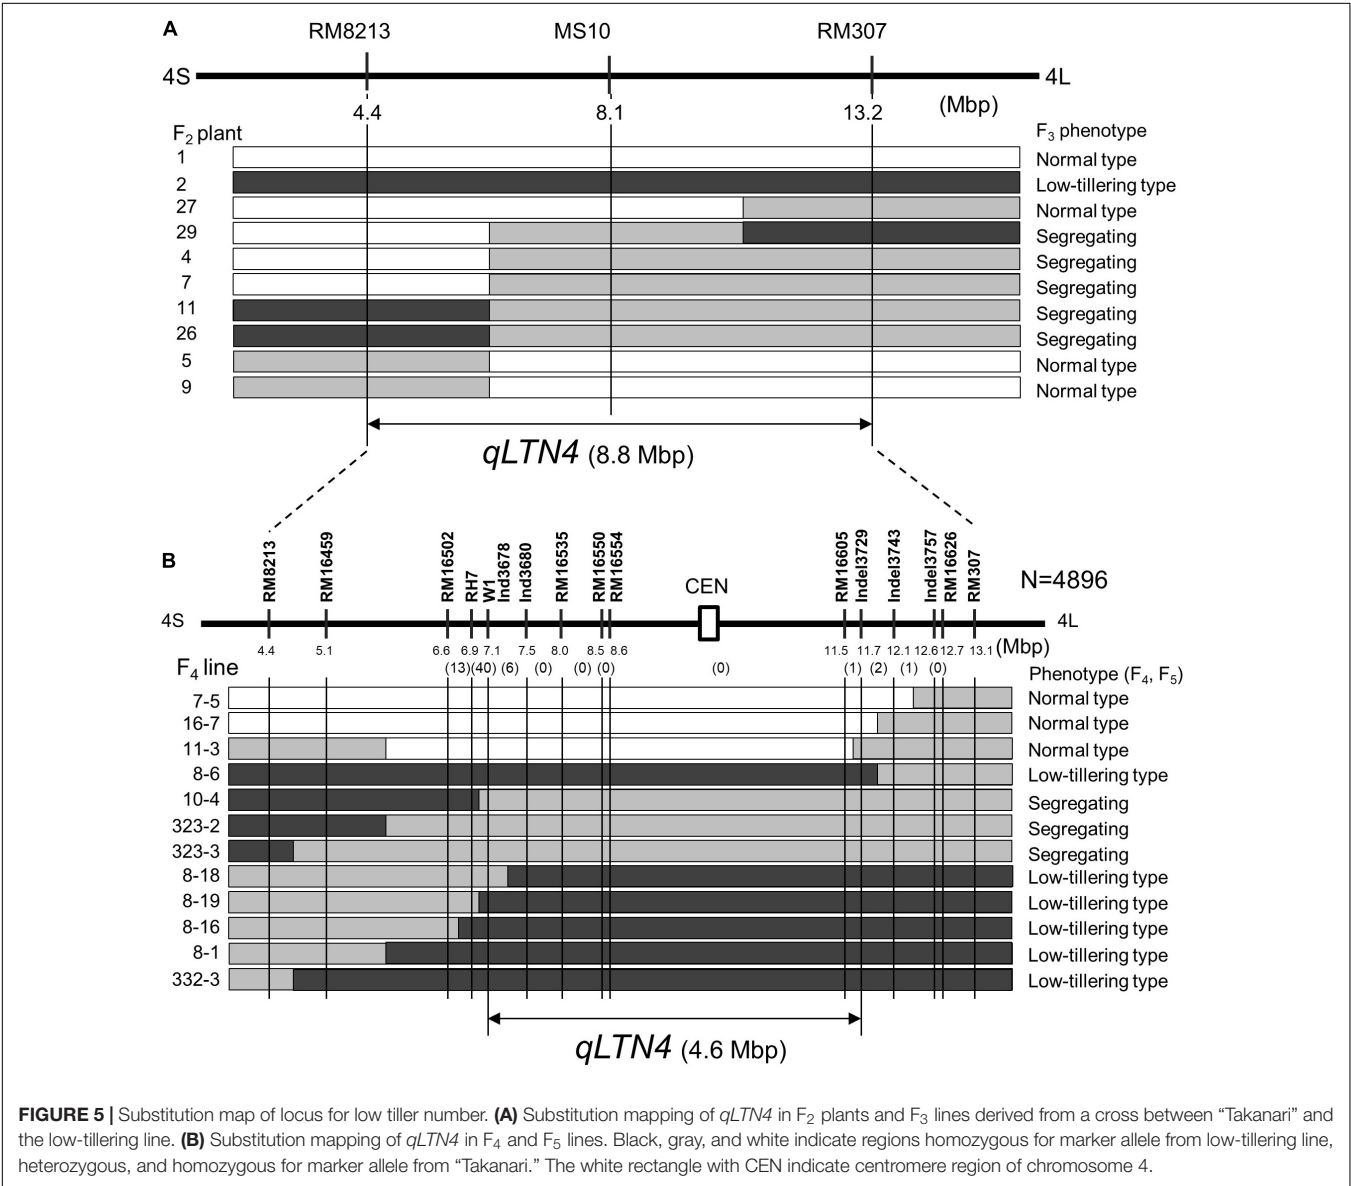 A
RM8213 MS10 RM307
4S 4L
4.4 8.1 13.2 (Mbp)
F2 plant F3 phenotype
1 Normal type
2 Low-tillering type
27 Normal type
29 Segregating
4 Segregating
7 Segregating
11 Segregating
26 Segregating
5 Normal type
9 Normal type
qLTN4 (8.8 Mbp)
B
RM8213 RM16459 RM16502 RH7 W1 Ind3678 Ind3680 RM16535 RM16550 RM16554 CEN RM16605 Indel3729 Indel3743 Indel3757 RM16626 RM307 N=4896
4S 4L
4.4 5.1 6.6 6.9 7.1 7.5 8.0 8.5 8.6 11.5 11.7 12.1 12.6 12.7 13.1 (Mbp)
F4 line (13) (40) (6) (0) (0) (0) (0) (1) (2) (1) (0) Phenotype (F4, F5)
7-5 Normal type
16-7 Normal type
11-3 Normal type
8-6 Low-tillering type
10-4 Segregating
323-2 Segregating
323-3 Segregating
8-18 Low-tillering type
8-19 Low-tillering type
8-16 Low-tillering type
8-1 Low-tillering type
332-3 Low-tillering type
qLTN4 (4.6 Mbp)
FIGURE 5 | Substitution map of locus for low tiller number. (A) Substitution mapping of qLTN4 in F2 plants and F3 lines derived from a cross between “Takanari” and
the low-tillering line. (B) Substitution mapping of qLTN4 in F4 and F5 lines. Black, gray, and white indicate regions homozygous for marker allele from low-tillering line,
heterozygous, and homozygous for marker allele from “Takanari.” The white rectangle with CEN indicate centromere region of chromosome 4.